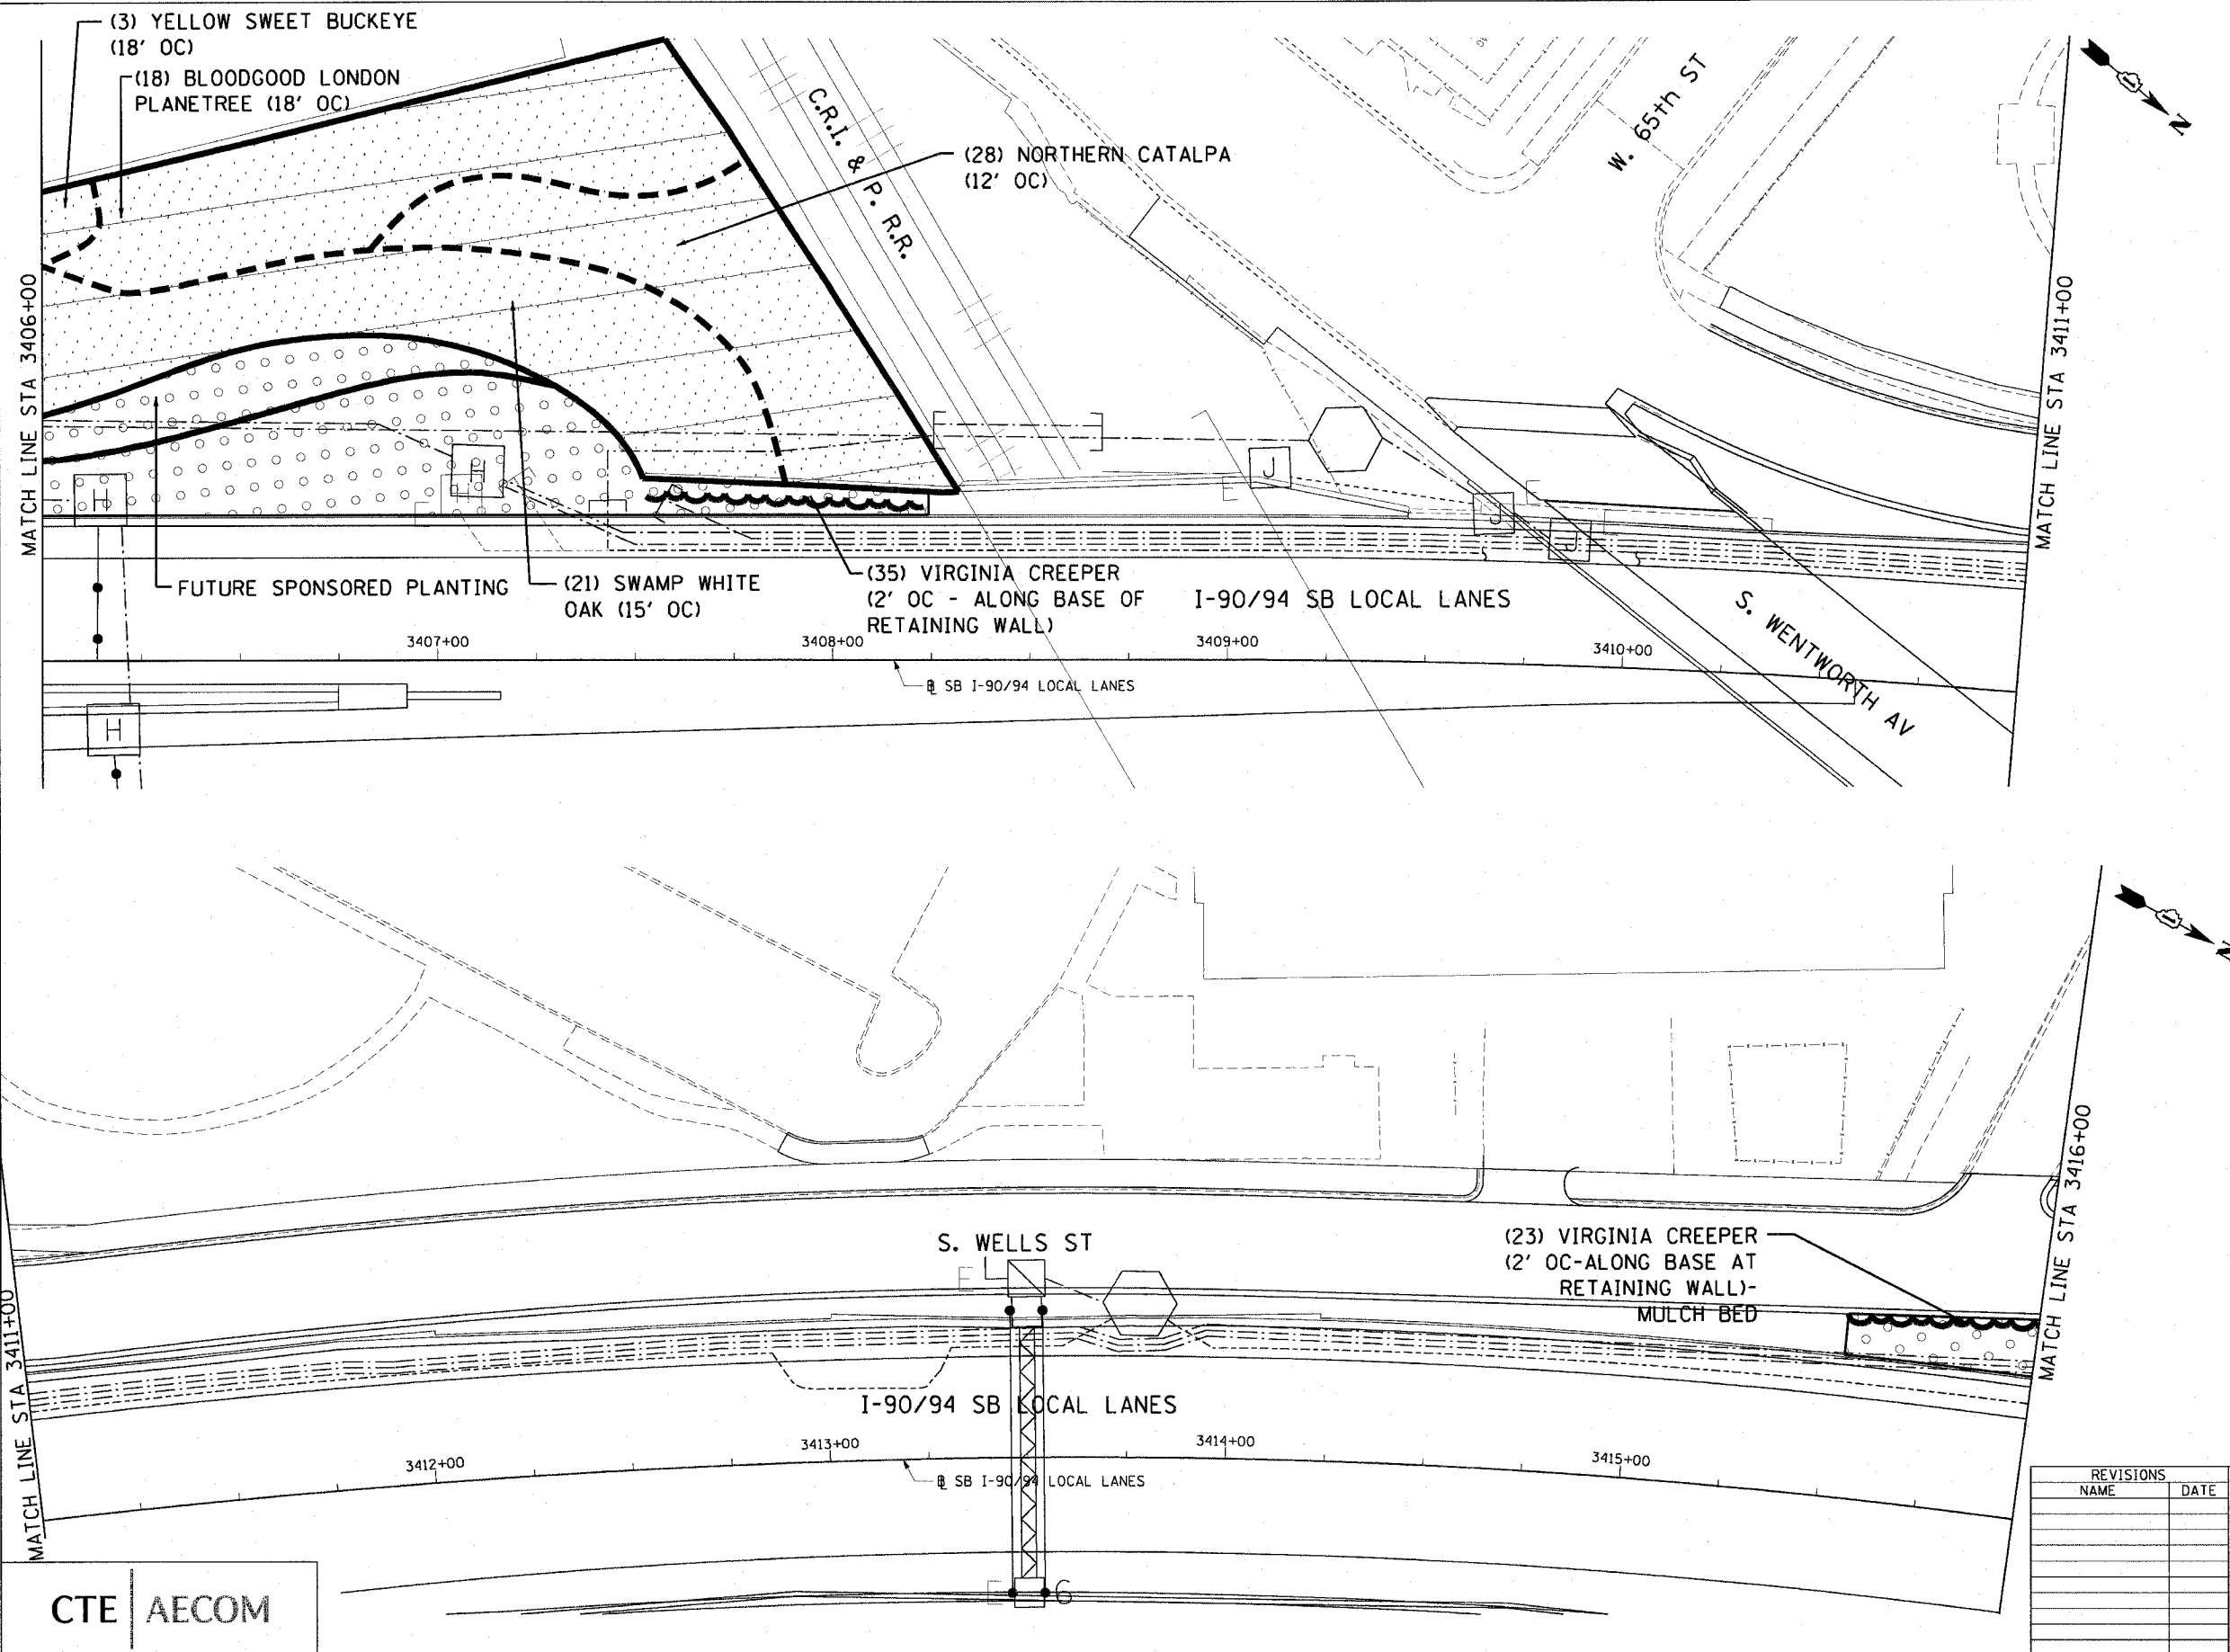 (3) YELLOW SWEET BUCKEYE
(18' OC)
(18) BLOODGOOD LONDON
PLANETREE (18' OC)
C.R.I. & P. R.R.
(28) NORTHERN CATALPA
(12' OC)
W. 65th ST
N
MATCH LINE STA 3406+00
MATCH LINE STA 3411+00
H
H
J
E
J
E
J
FUTURE SPONSORED PLANTING
(21) SWAMP WHITE
OAK (15' OC)
(35) VIRGINIA CREEPER
(2' OC - ALONG BASE OF
RETAINING WALL)
I-90/94 SB LOCAL LANES
S. WENTWORTH AV
3407+00
3408+00
3409+00
3410+00
℄ SB I-90/94 LOCAL LANES
H
N
S. WELLS ST
E
(23) VIRGINIA CREEPER
(2' OC-ALONG BASE AT
RETAINING WALL)-
MULCH BED
MATCH LINE STA 3411+00
MATCH LINE STA 3416+00
I-90/94 SB LOCAL LANES
3412+00
3413+00
3414+00
3415+00
℄ SB I-90/94 LOCAL LANES
E
6
REVISIONS
NAME DATE
CTE AECOM